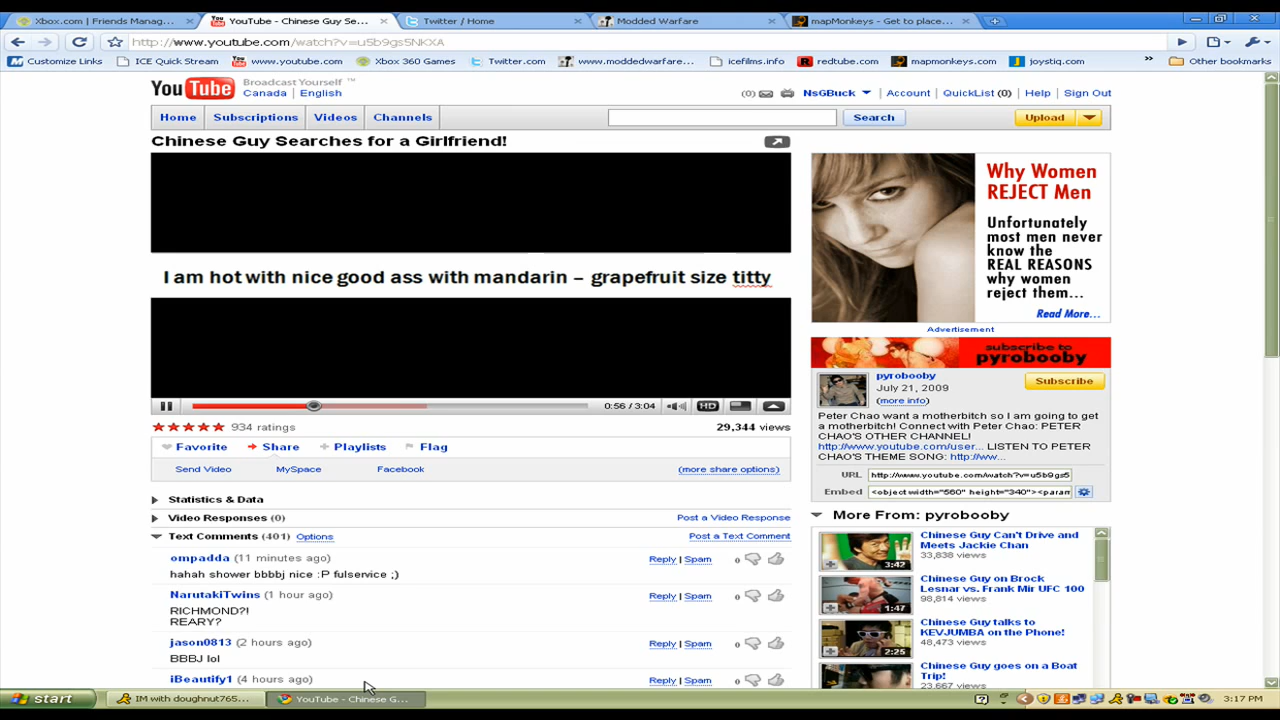 Xbox.com | Friends Manag...
YouTube - Chinese Guy Se...
Twitter / Home
Modded Warfare
mapMonkeys - Get to place...
http://www.youtube.com/watch?v=u5b9gs5NKXA
Customize Links
ICE Quick Stream
www.youtube.com
Xbox 360 Games
Twitter.com
www.moddedwarfare...
icefilms.info
redtube.com
mapmonkeys.com
joystiq.com
»
Other bookmarks
YouTube
Broadcast Yourself ™
Canada | English
(0)
NsGBuck
Account
QuickList (0)
Help
Sign Out
Home
Subscriptions
Videos
Channels
Search
Upload
Chinese Guy Searches for a Girlfriend!
I am hot with nice good ass with mandarin – grapefruit size titty
0:56 / 3:04
HD
934 ratings
29,344 views
Favorite
Share
Playlists
Flag
Send Video
MySpace
Facebook
(more share options)
Statistics & Data
Video Responses (0)
Post a Video Response
Text Comments (401) Options
Post a Text Comment
ompadda (11 minutes ago)
Reply | Spam
0
hahah shower bbbbj nice :P fulservice ;)
NarutakiTwins (1 hour ago)
Reply | Spam
0
RICHMOND?!
REARY?
jason0813 (2 hours ago)
Reply | Spam
0
BBBJ lol
iBeautify1 (4 hours ago)
Reply | Spam
0
Why Women
REJECT Men
Unfortunately
most men never
know the
REAL REASONS
why women
reject them...
Read More...
Advertisement
subscribe to
pyrobooby
pyrobooby
July 21, 2009
(more info)
Subscribe
Peter Chao want a motherbitch so I am going to get
a motherbitch! Connect with Peter Chao: PETER
CHAO'S OTHER CHANNEL!
http://www.youtube.com/user... LISTEN TO PETER
CHAO'S THEME SONG: http://ww...
URL
http://www.youtube.com/watch?v=u5b9gs5
Embed
<object width="560" height="340"><param
More From: pyrobooby
Chinese Guy Can't Drive and
Meets Jackie Chan
33,838 views
3:42
Chinese Guy on Brock
Lesnar vs. Frank Mir UFC 100
98,814 views
1:47
Chinese Guy talks to
KEVJUMBA on the Phone!
48,473 views
2:25
Chinese Guy goes on a Boat
Trip!
23,667 views
start
IM with doughnut765...
YouTube - Chinese G...
3:17 PM